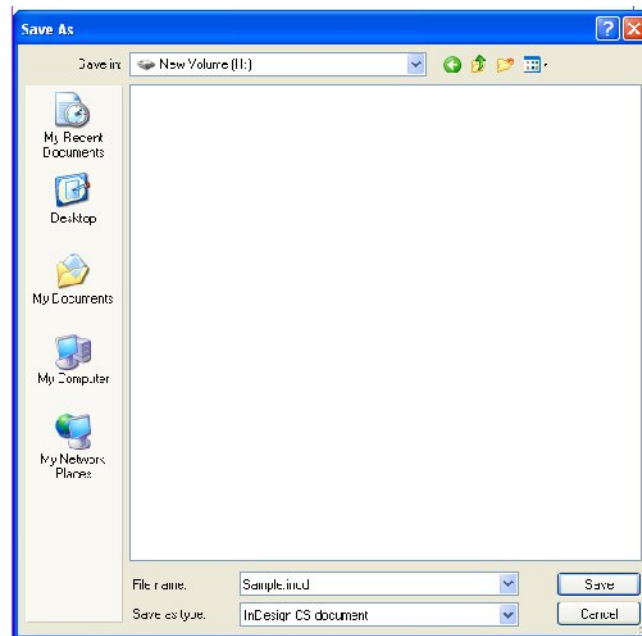 Save As
Save in: New Volume (H:)
My Recent
Documents
Desktop
My Documents
My Computer
My Network
Places
File name: Sample.indd
Save
Save as type: InDesign CS document
Cancel